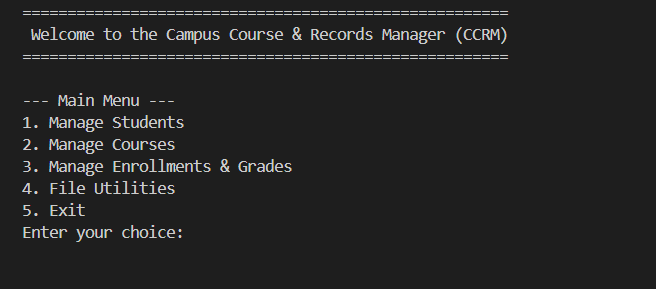 ======================================================
Welcome to the Campus Course & Records Manager (CCRM)
======================================================
--- Main Menu ---
1. Manage Students
2. Manage Courses
3. Manage Enrollments & Grades
4. File Utilities
5. Exit
Enter your choice: